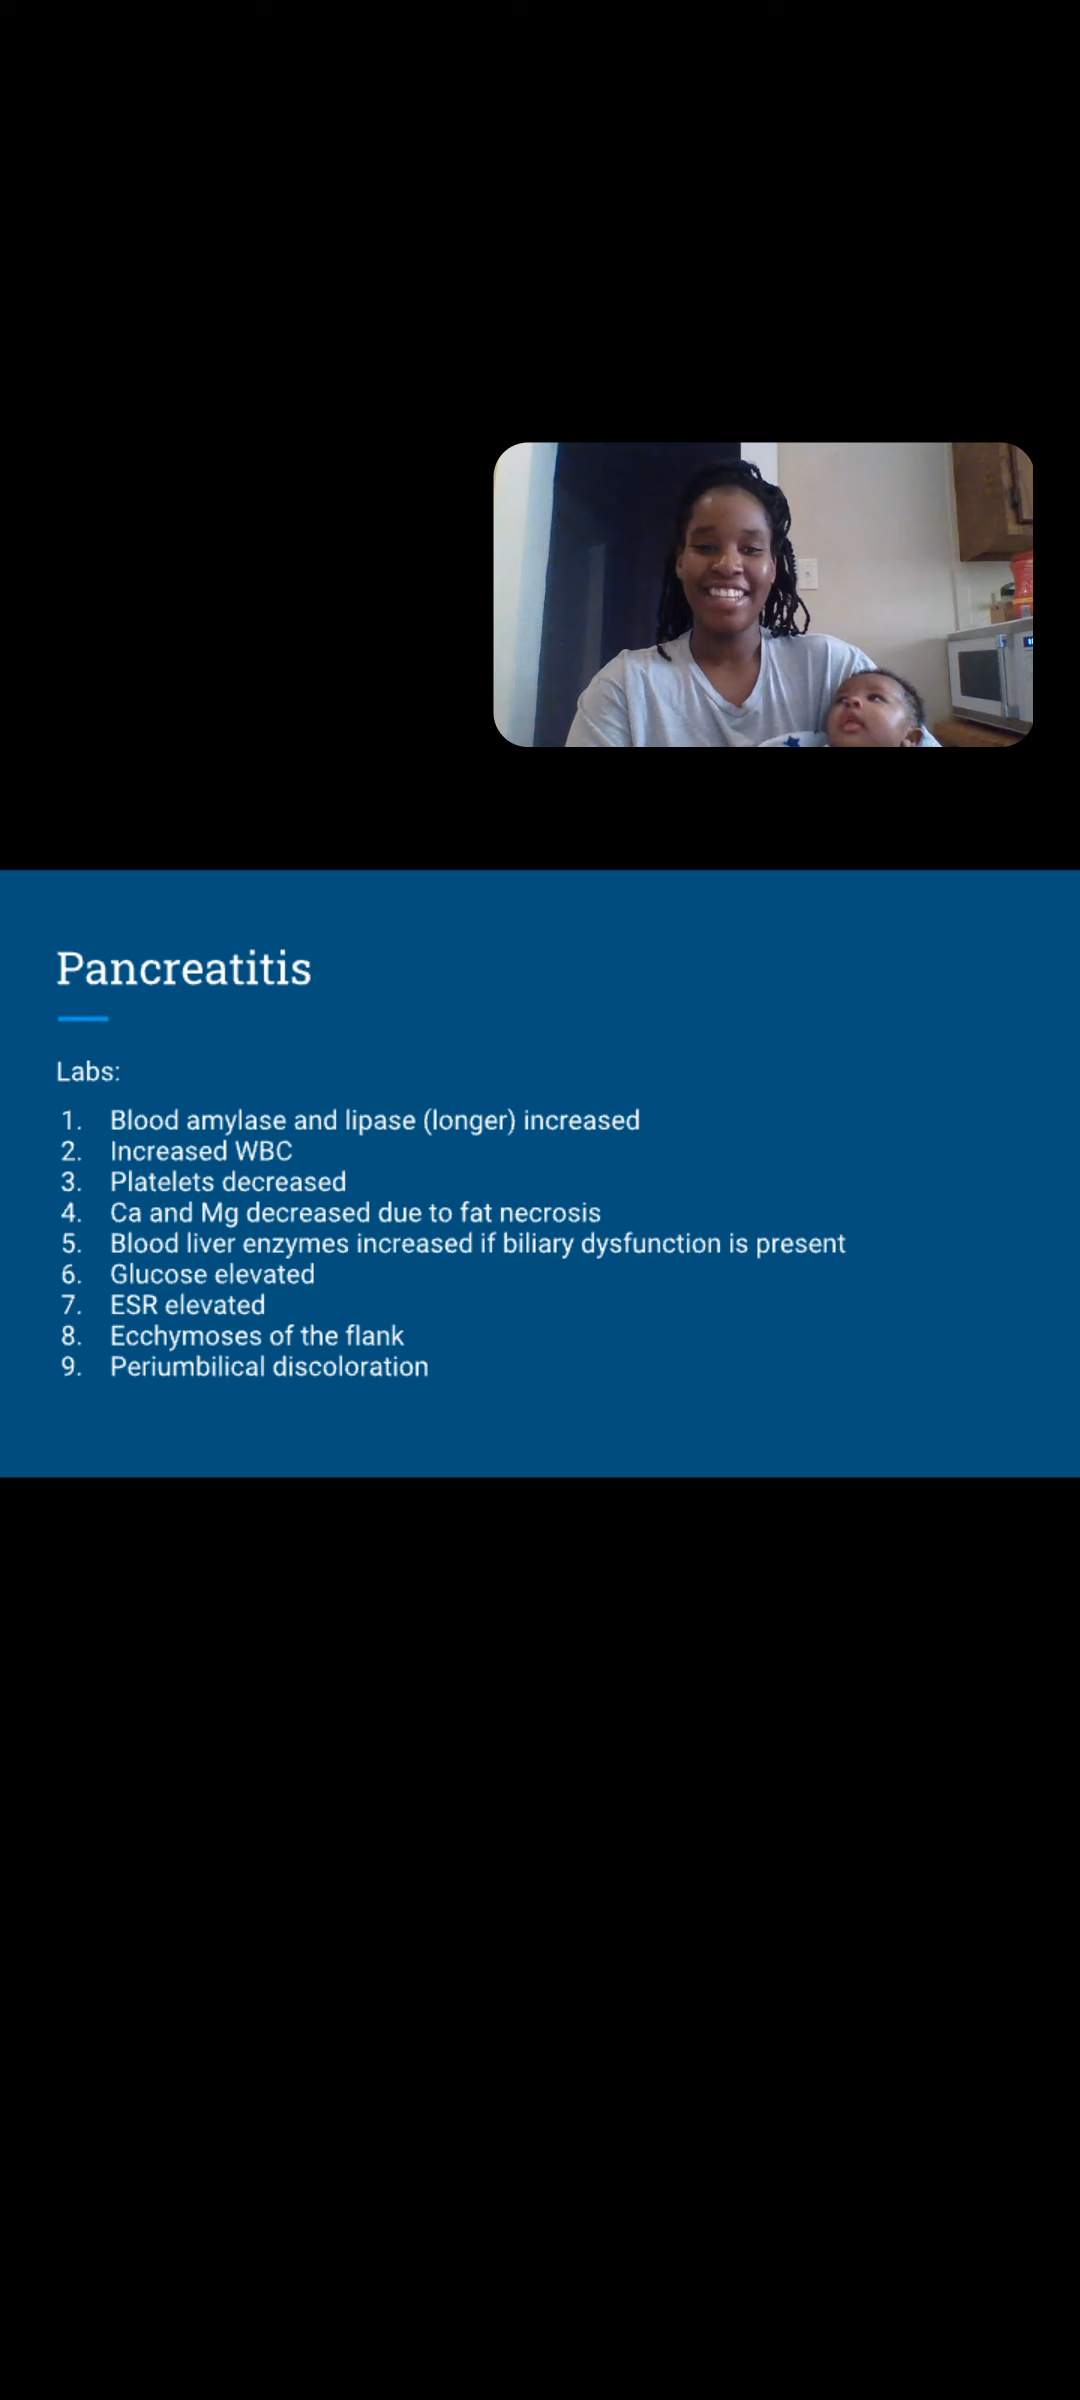 Pancreatitis
Labs:
1. Blood amylase and lipase (longer) increased
2. Increased WBC
3. Platelets decreased
4. Ca and Mg decreased due to fat necrosis
5. Blood liver enzymes increased if biliary dysfunction is present
6. Glucose elevated
7. ESR elevated
8. Ecchymoses of the flank
9. Periumbilical discoloration